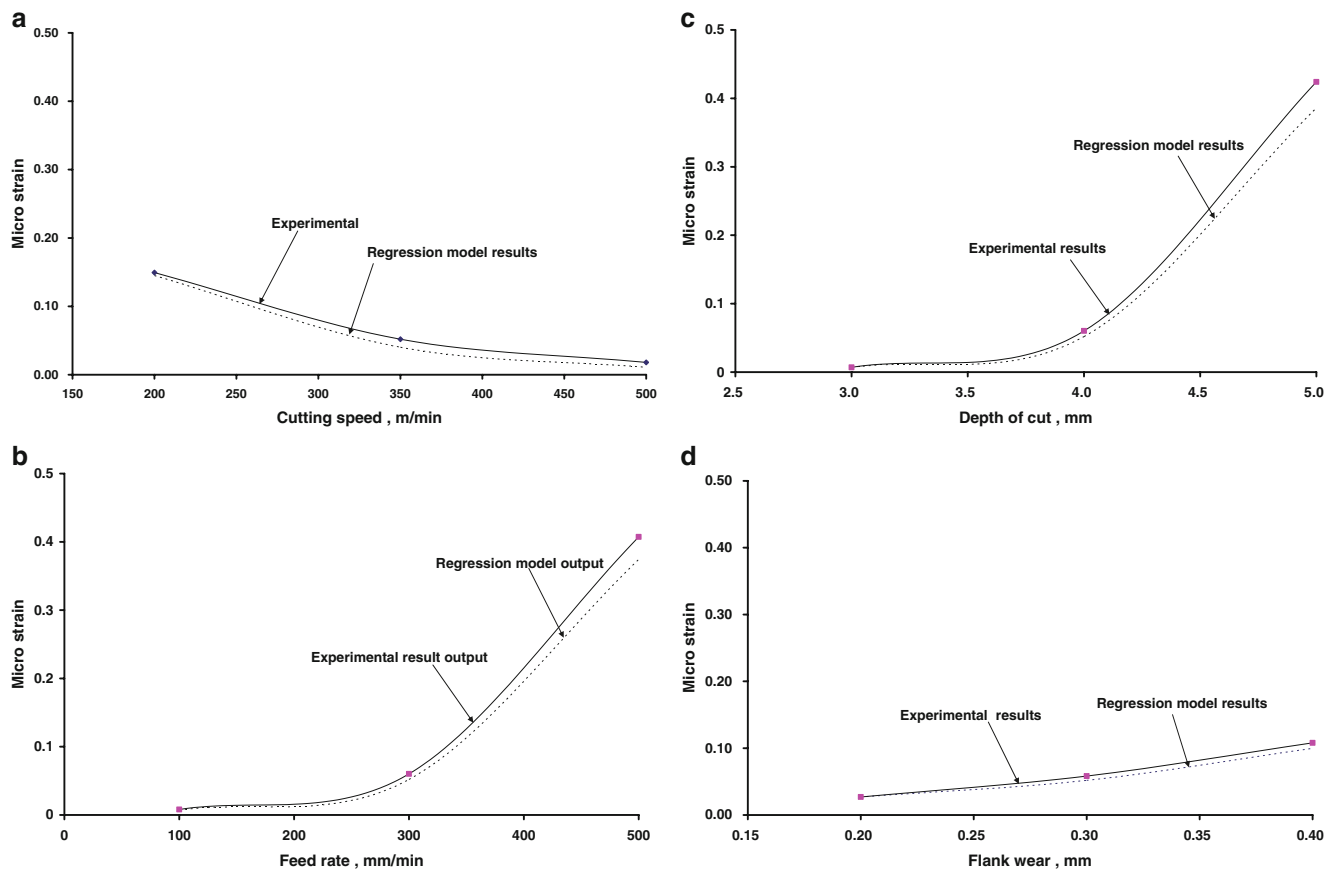 a
0.50
0.40
0.30
0.20
0.10
0.00
Micro strain
Experimental
Regression model results
150 200 250 300 350 400 450 500
Cutting speed , m/min
c
0.5
0.4
0.3
0.2
0.1
0
Micro strain
Regression model results
Experimental results
2.5 3.0 3.5 4.0 4.5 5.0
Depth of cut , mm
b
0.5
0.4
0.3
0.2
0.1
0
Micro strain
Regression model output
Experimental result output
0 100 200 300 400 500
Feed rate , mm/min
d
0.50
0.40
0.30
0.20
0.10
0.00
Micro strain
Experimental results
Regression model results
0.15 0.20 0.25 0.30 0.35 0.40
Flank wear , mm